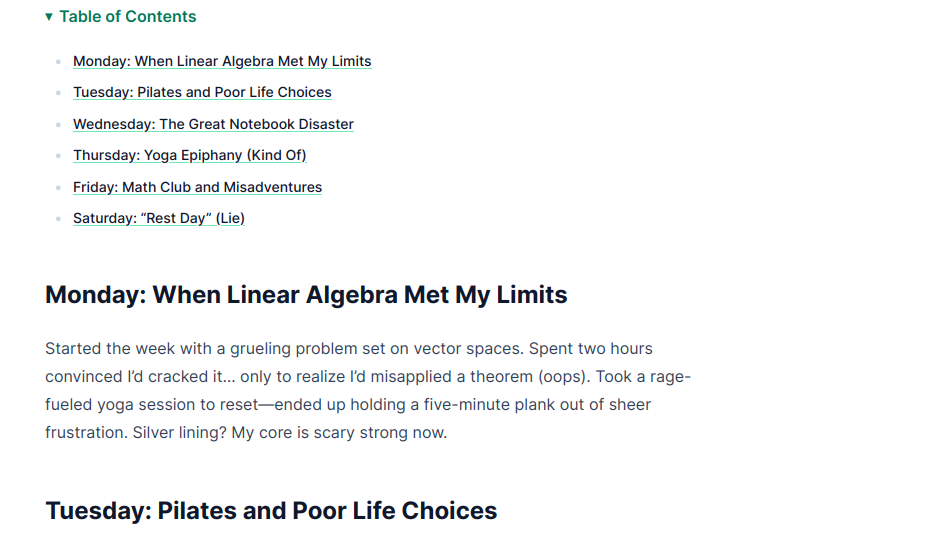 ▾ Table of Contents
Monday: When Linear Algebra Met My Limits
Tuesday: Pilates and Poor Life Choices
Wednesday: The Great Notebook Disaster
Thursday: Yoga Epiphany (Kind Of)
Friday: Math Club and Misadventures
Saturday: “Rest Day” (Lie)
Monday: When Linear Algebra Met My Limits
Started the week with a grueling problem set on vector spaces. Spent two hours
convinced I’d cracked it… only to realize I’d misapplied a theorem (oops). Took a rage-
fueled yoga session to reset—ended up holding a five-minute plank out of sheer
frustration. Silver lining? My core is scary strong now.
Tuesday: Pilates and Poor Life Choices